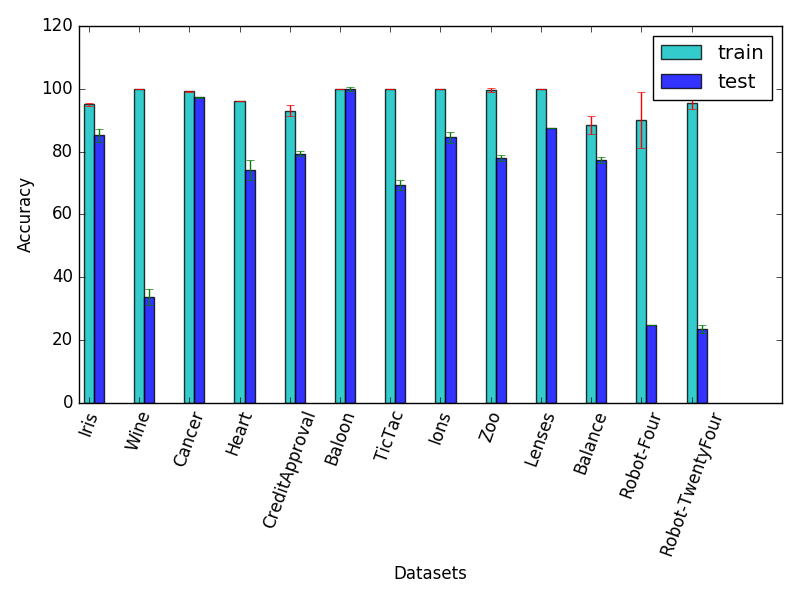 120
100
80
60
40
20
0
Accuracy
train
test
Iris
Wine
Cancer
Heart
CreditApproval
Baloon
TicTac
Ions
Zoo
Lenses
Balance
Robot-Four
Robot-TwentyFour
Datasets